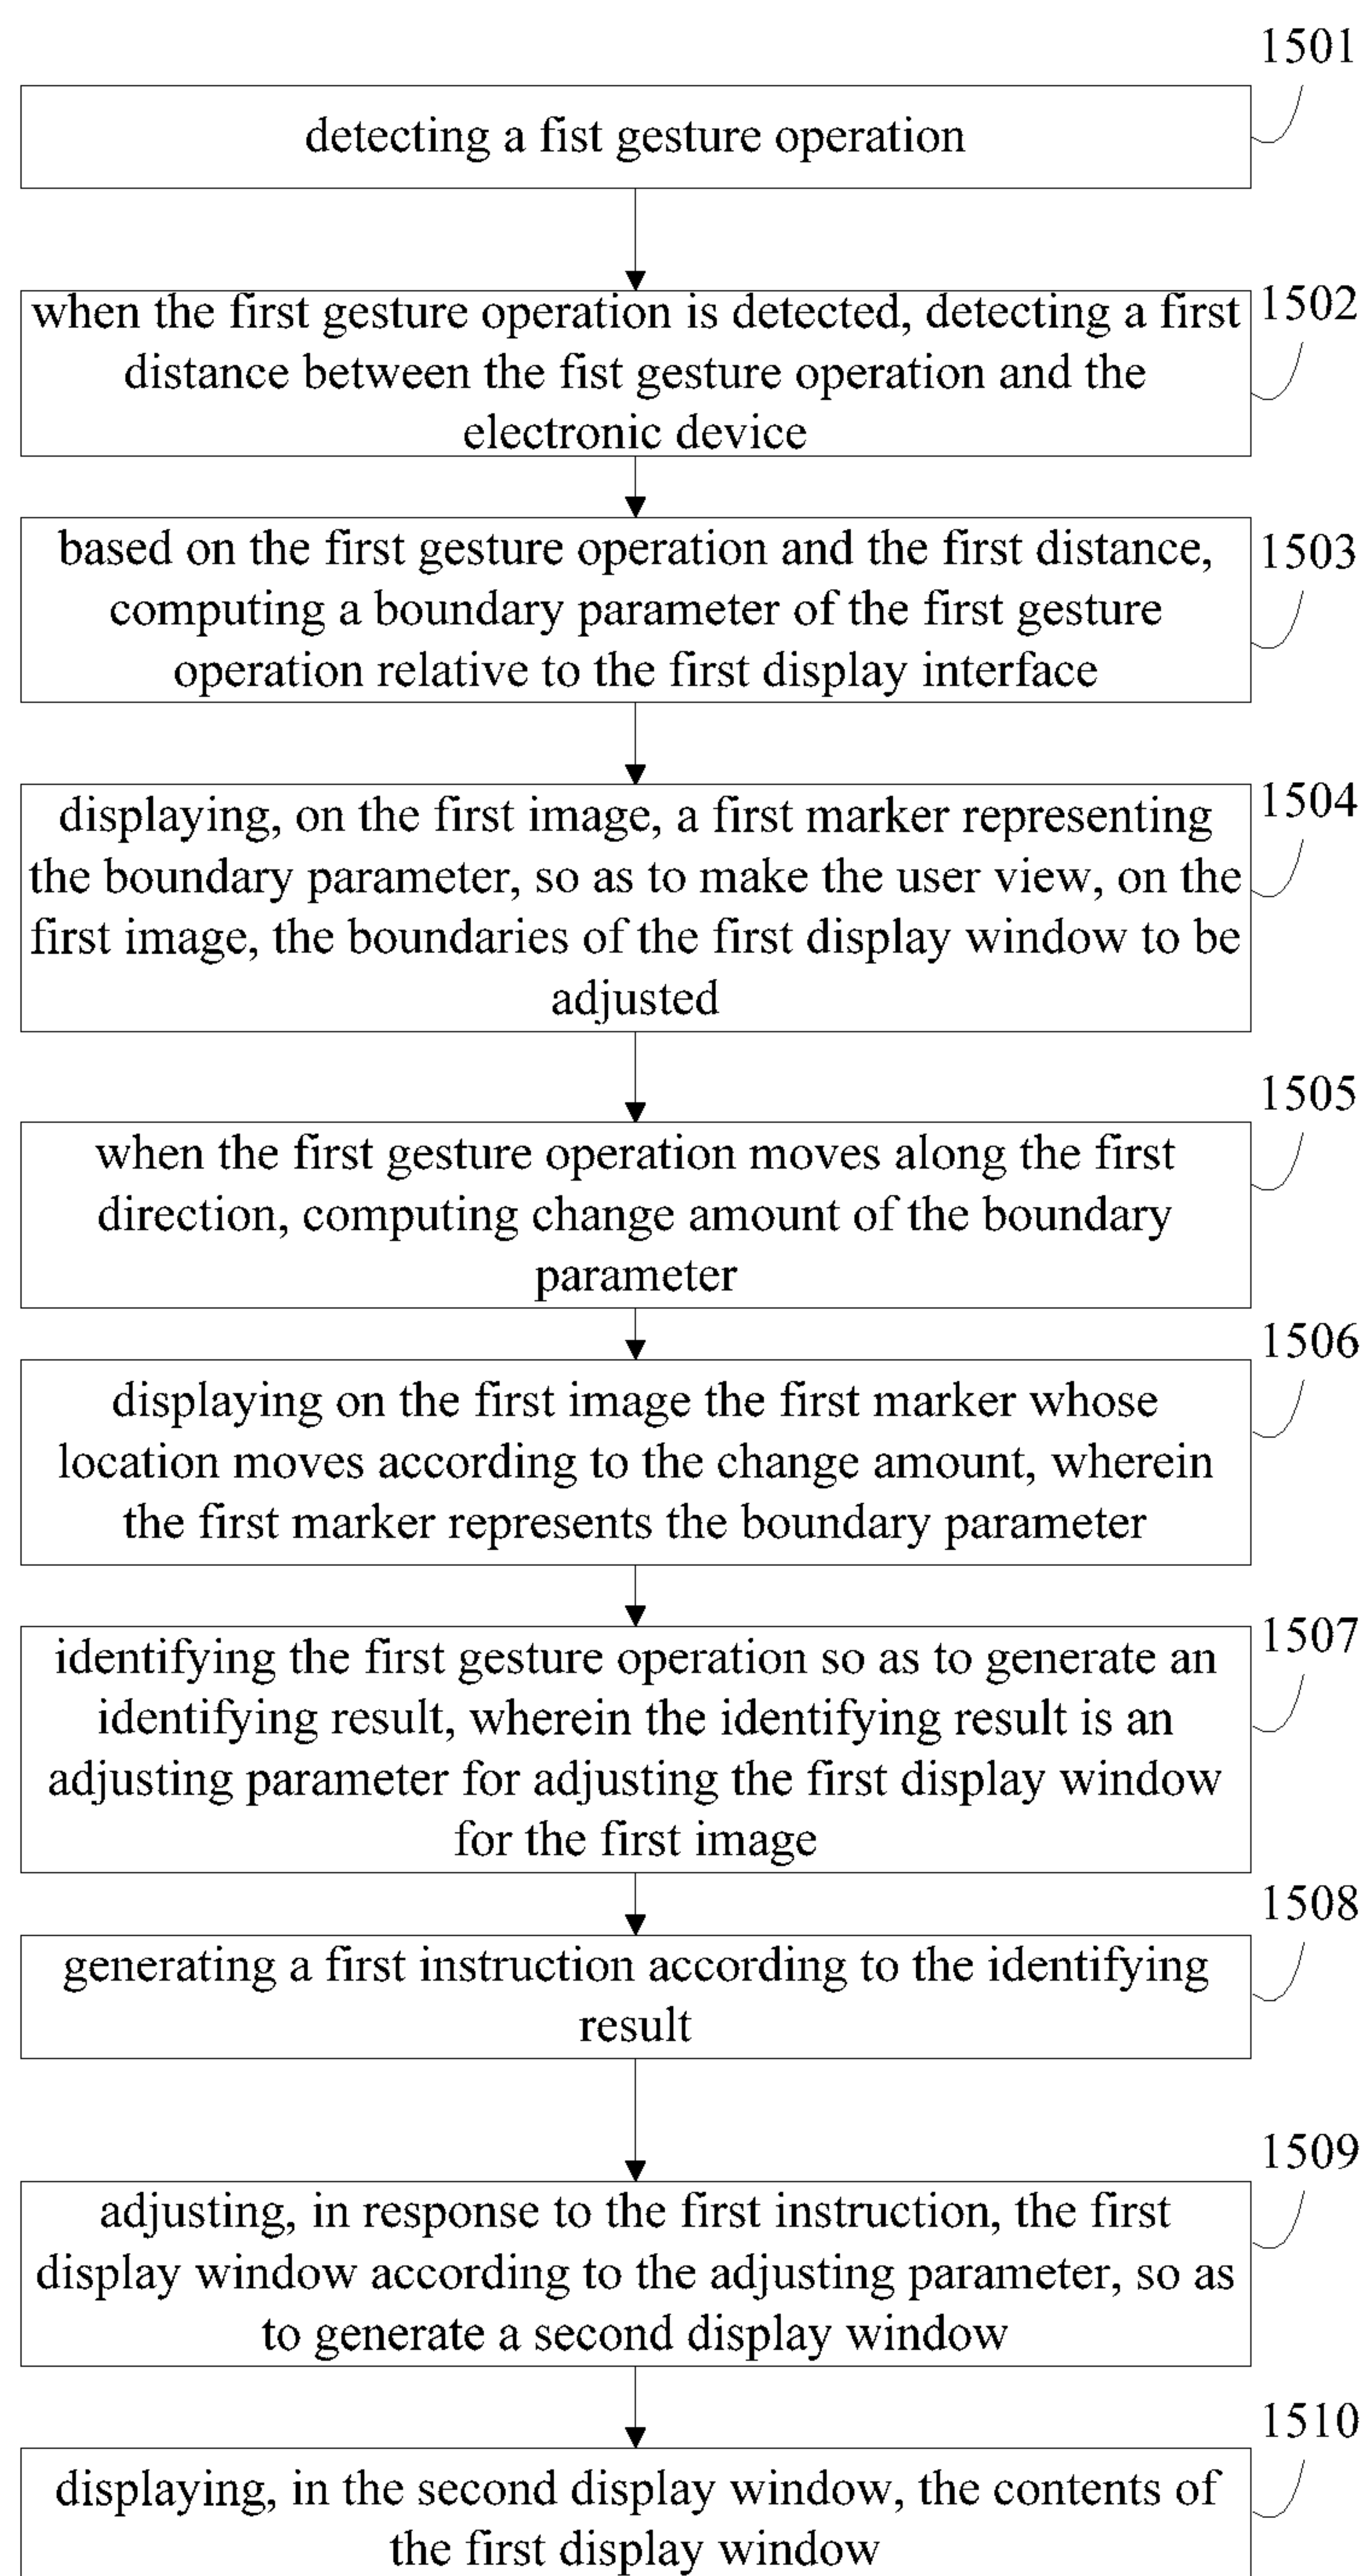 1501
detecting a fist gesture operation
1502
when the first gesture operation is detected, detecting a first
distance between the fist gesture operation and the
electronic device
1503
based on the first gesture operation and the first distance,
computing a boundary parameter of the first gesture
operation relative to the first display interface
1504
displaying, on the first image, a first marker representing
the boundary parameter, so as to make the user view, on the
first image, the boundaries of the first display window to be
adjusted
1505
when the first gesture operation moves along the first
direction, computing change amount of the boundary
parameter
1506
displaying on the first image the first marker whose
location moves according to the change amount, wherein
the first marker represents the boundary parameter
1507
identifying the first gesture operation so as to generate an
identifying result, wherein the identifying result is an
adjusting parameter for adjusting the first display window
for the first image
1508
generating a first instruction according to the identifying
result
1509
adjusting, in response to the first instruction, the first
display window according to the adjusting parameter, so as
to generate a second display window
1510
displaying, in the second display window, the contents of
the first display window